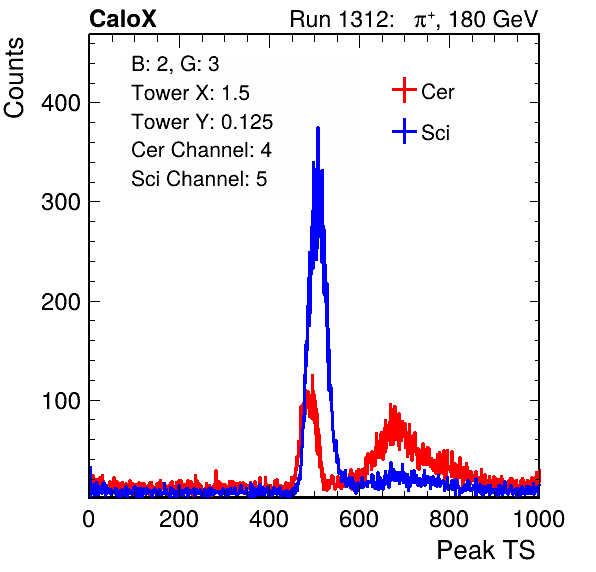 CaloX Run 1312: π⁺, 180 GeV
Counts
B: 2, G: 3
Tower X: 1.5
Tower Y: 0.125
Cer Channel: 4
Sci Channel: 5
Cer
Sci
400
300
200
100
0 200 400 600 800 1000
Peak TS